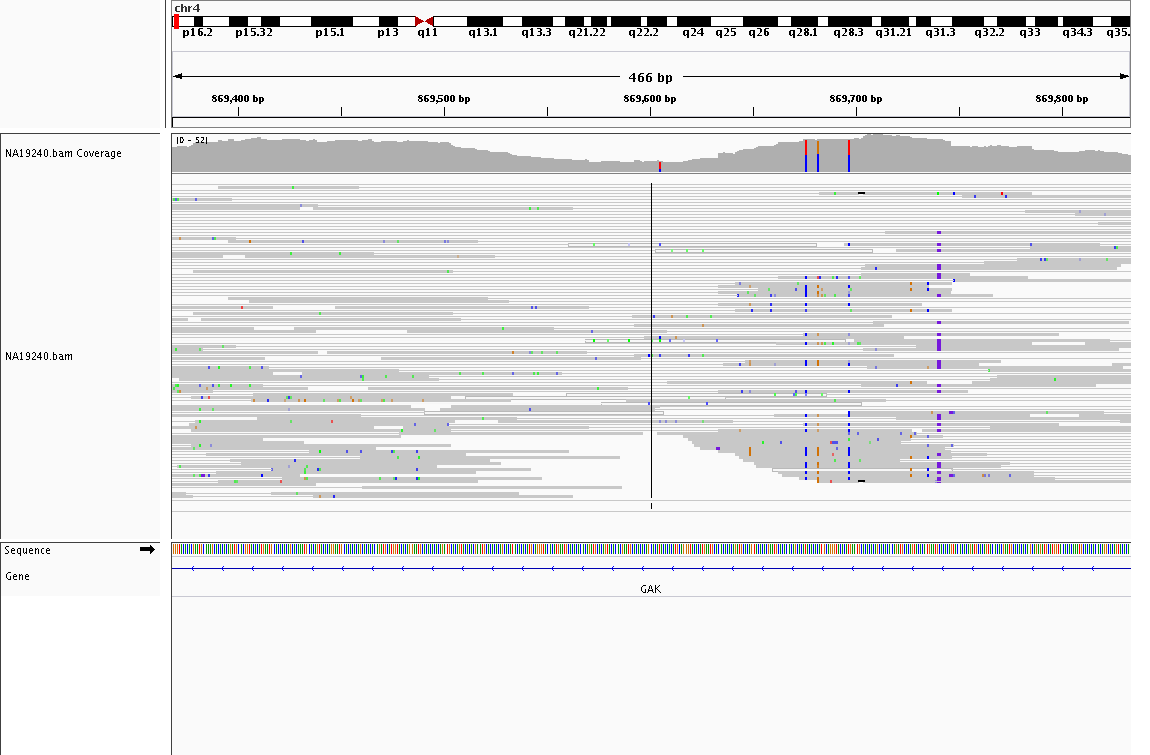 chr4
p16.2 p15.32 p15.1 p13 q11 q13.1 q13.3 q21.22 q22.2 q24 q25 q26 q28.1 q28.3 q31.21 q31.3 q32.2 q33 q34.3 q35.
466 bp
869,400 bp 869,500 bp 869,600 bp 869,700 bp 869,800 bp
[0 - 52]
NA19240.bam Coverage
NA19240.bam
Sequence
Gene
GAK